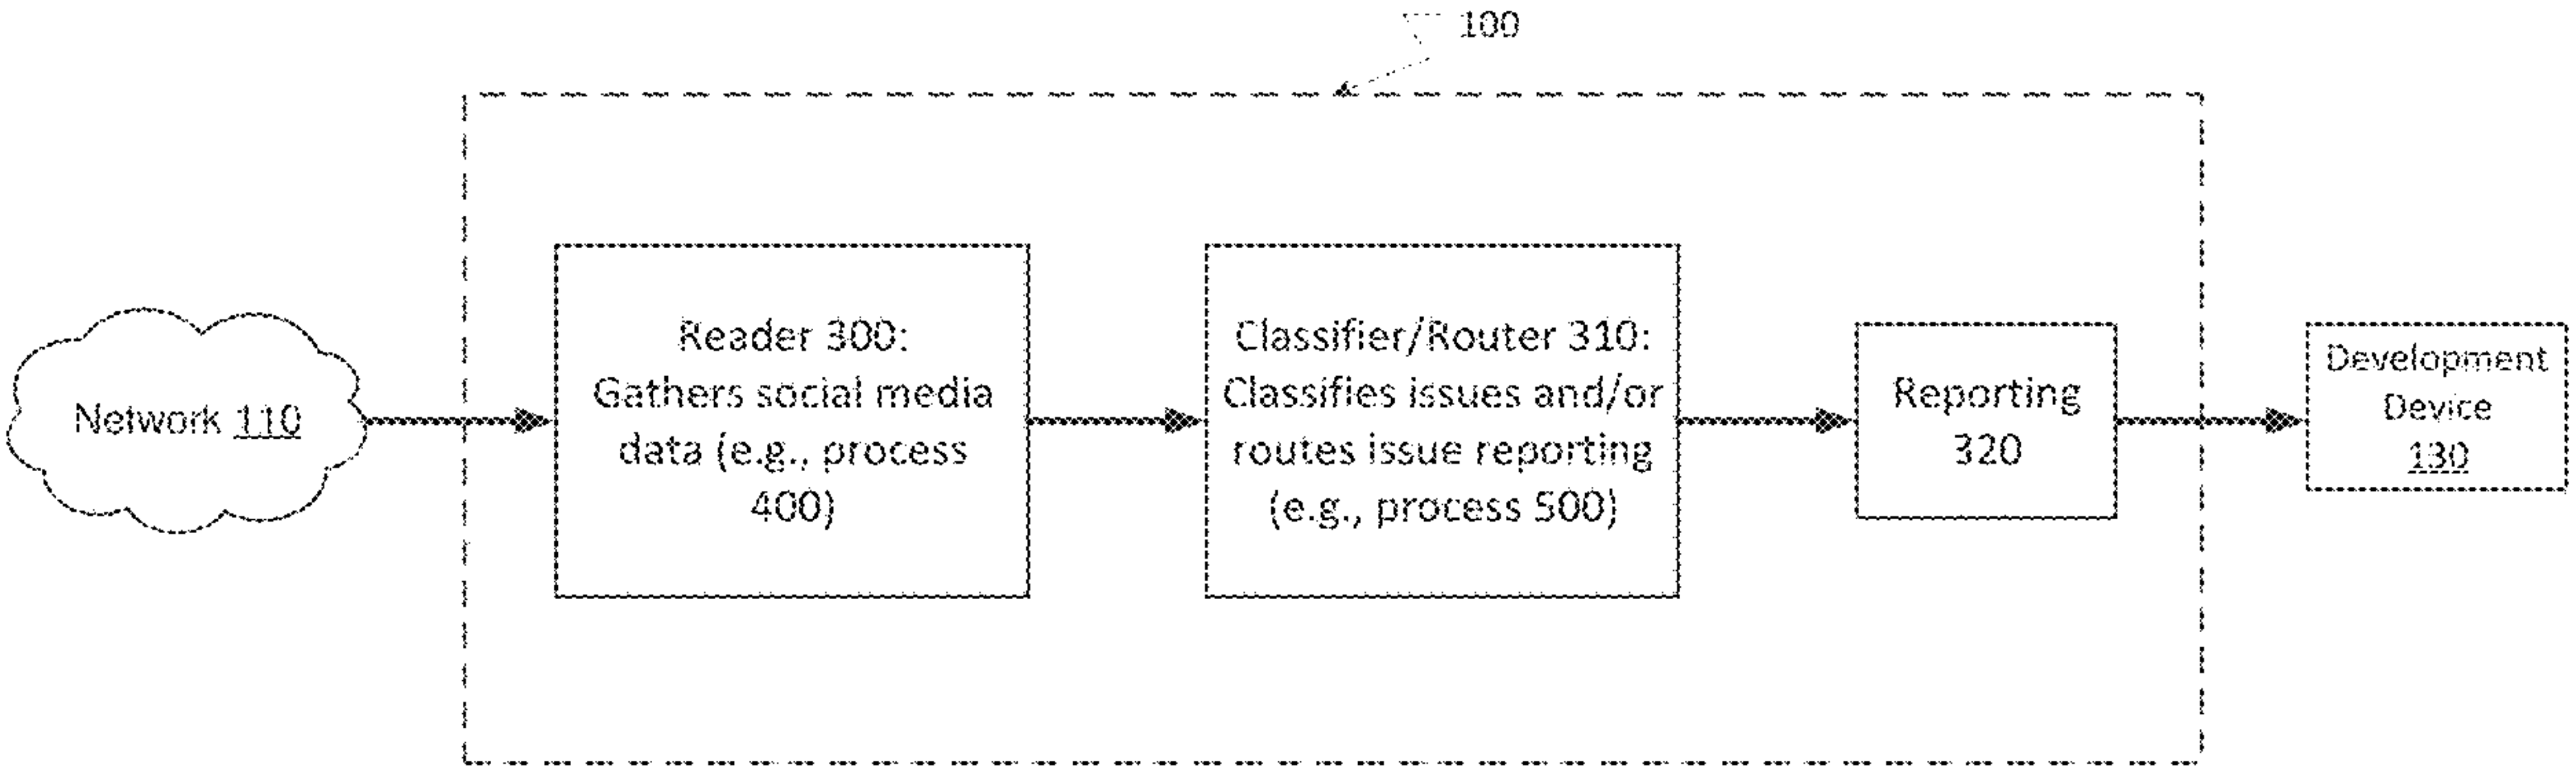 100
Network 110
Reader 300:
Gathers social media
data (e.g., process
400)
Classifier/Router 310:
Classifies issues and/or
routes issue reporting
(e.g., process 500)
Reporting
320
Development
Device
130